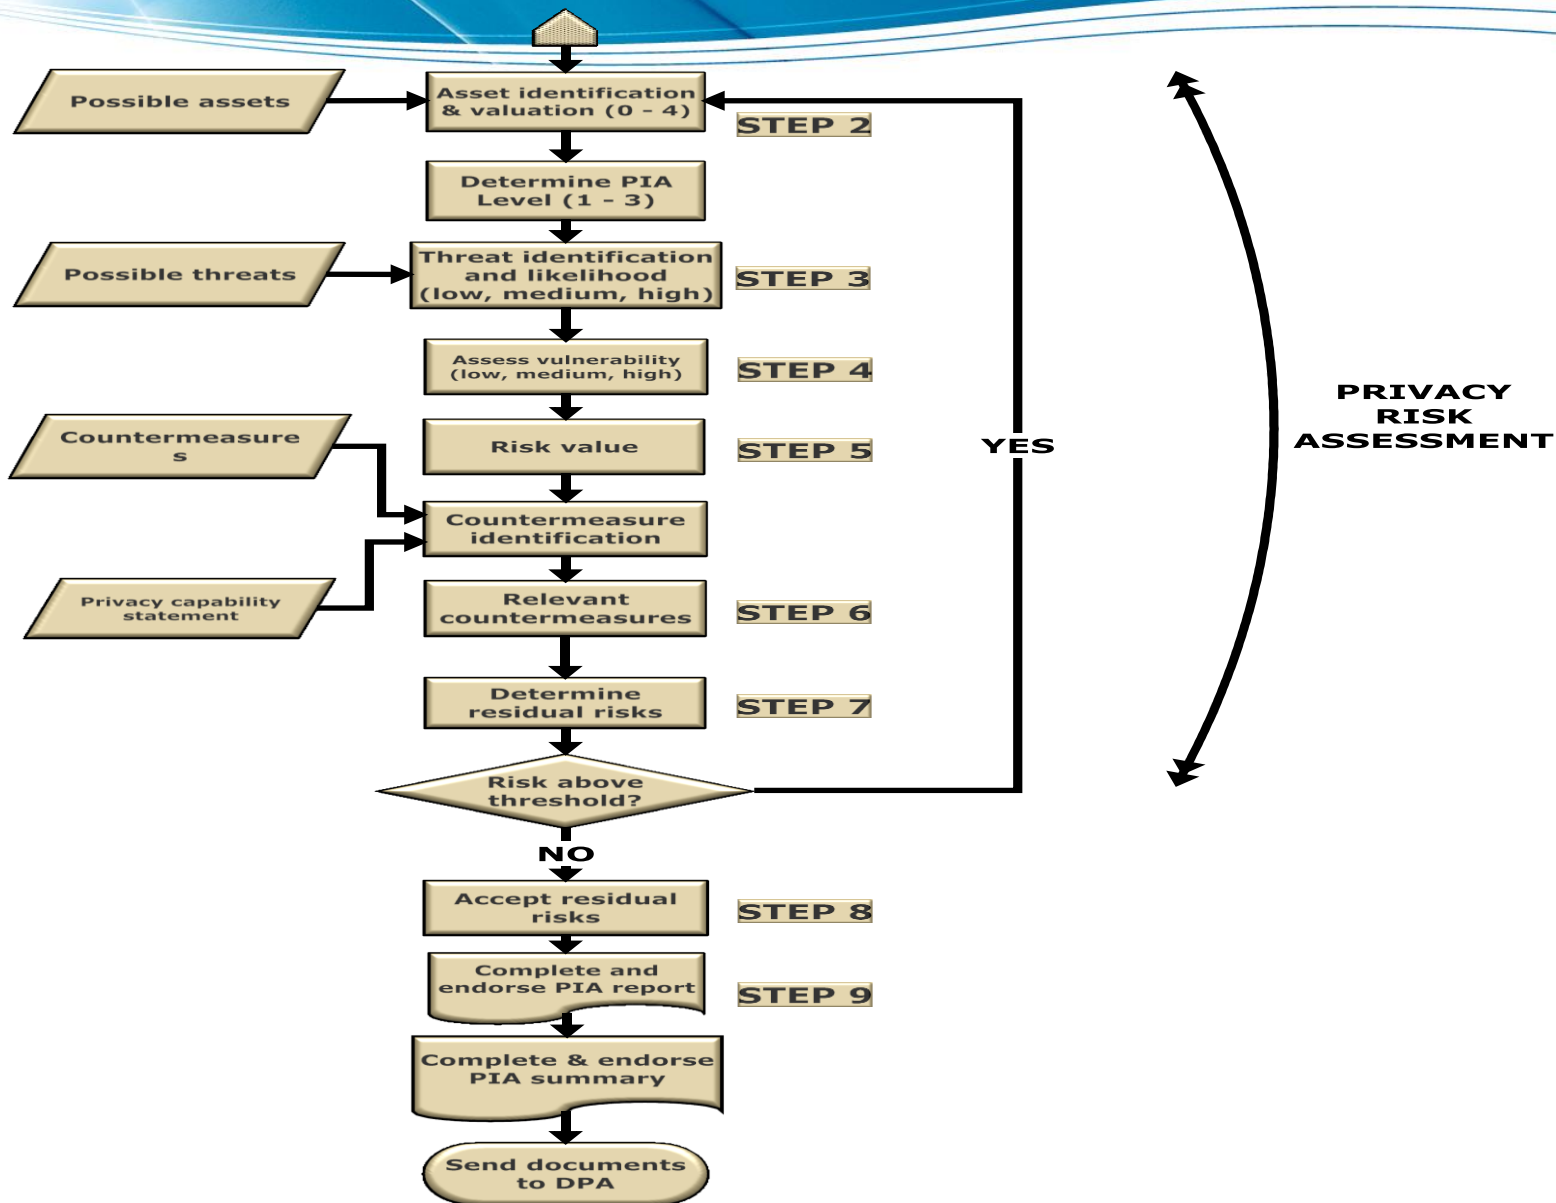 Possible assets
Asset identification
& valuation (0 - 4)
STEP 2
Determine PIA
Level (1 - 3)
Possible threats
Threat identification
and likelihood
(low, medium, high)
STEP 3
Assess vulnerability
(low, medium, high)
STEP 4
PRIVACY
RISK
ASSESSMENT
Countermeasure
s
Risk value
STEP 5
YES
Countermeasure
identification
Privacy capability
statement
Relevant
countermeasures
STEP 6
Determine
residual risks
STEP 7
Risk above
threshold?
NO
Accept residual
risks
STEP 8
Complete and
endorse PIA report
STEP 9
Complete & endorse
PIA summary
Send documents
to DPA